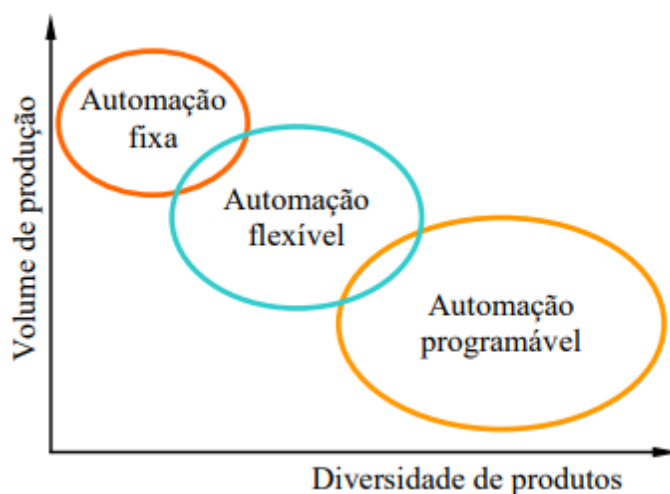 Volume de produção
Automação
fixa
Automação
flexível
Automação
programável
Diversidade de produtos